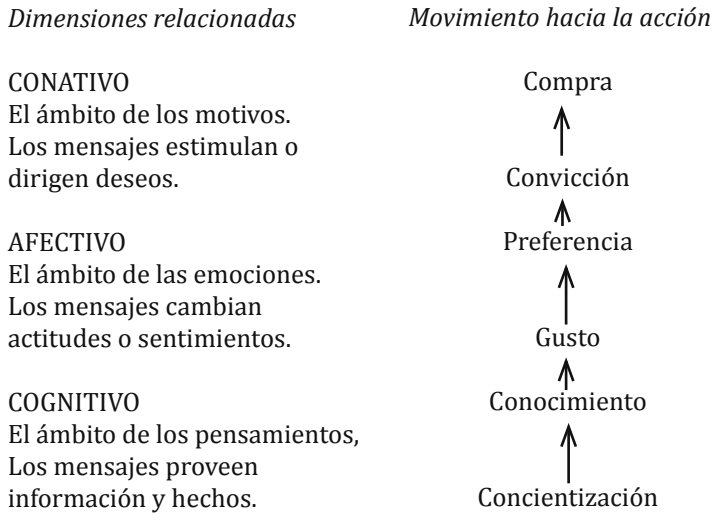 Dimensiones relacionadas
Movimiento hacia la acción
CONATIVO
El ámbito de los motivos.
Los mensajes estimulan o
dirigen deseos.
AFECTIVO
El ámbito de las emociones.
Los mensajes cambian
actitudes o sentimientos.
COGNITIVO
El ámbito de los pensamientos,
Los mensajes proveen
información y hechos.
Compra
Convicción
Preferencia
Gusto
Conocimiento
Concientización